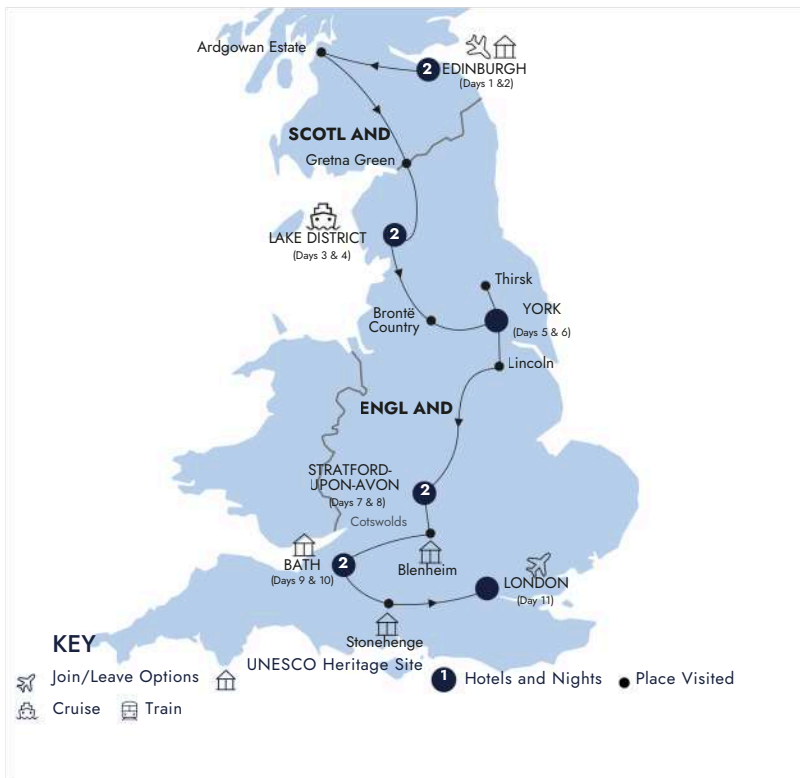 Ardgowan Estate
2 EDINBURGH
(Days 1 &2)
SCOTL AND
Gretna Green
2
LAKE DISTRICT
(Days 3 & 4)
Thirsk
YORK
(Days 5 & 6)
Brontë
Country
Lincoln
ENGL AND
STRATFORD-
UPON-AVON
2
(Days 7 & 8)
Cotswolds
Blenheim
BATH
2
(Days 9 & 10)
LONDON
(Day 11)
Stonehenge
KEY
Join/Leave Options
UNESCO Heritage Site
1 Hotels and Nights
Place Visited
Cruise
Train